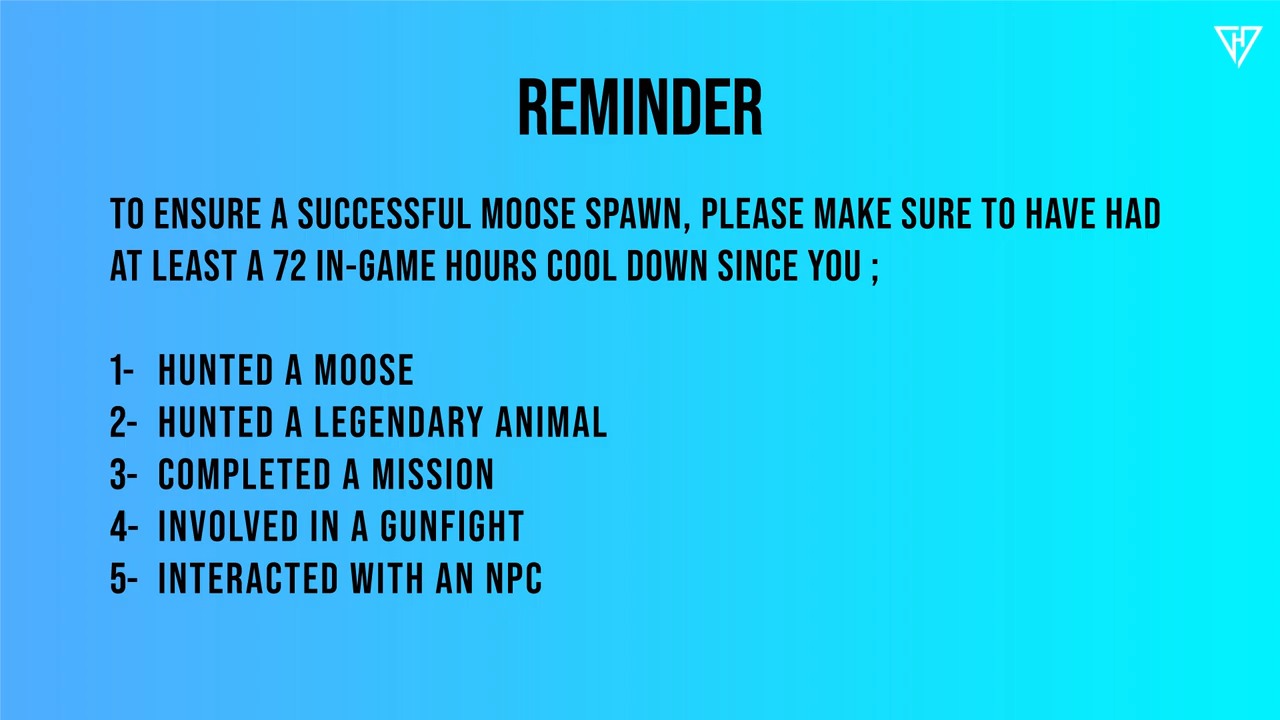 REMINDER
TO ENSURE A SUCCESSFUL MOOSE SPAWN, PLEASE MAKE SURE TO HAVE HAD
AT LEAST A 72 IN-GAME HOURS COOL DOWN SINCE YOU ;
1- HUNTED A MOOSE
2- HUNTED A LEGENDARY ANIMAL
3- COMPLETED A MISSION
4- INVOLVED IN A GUNFIGHT
5- INTERACTED WITH AN NPC